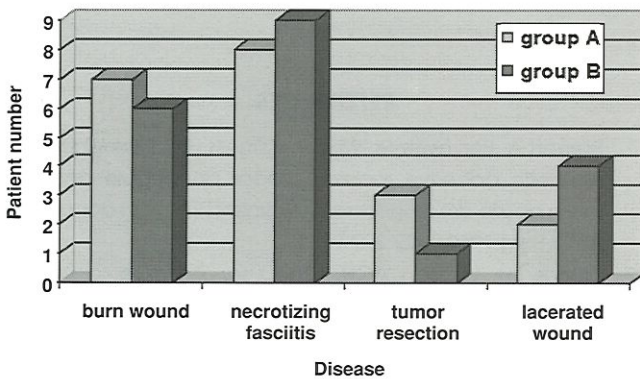 9
8
7
6
5
4
3
2
1
0
Patient number
group A
group B
burn wound
necrotizing
fasciitis
tumor
resection
lacerated
wound
Disease